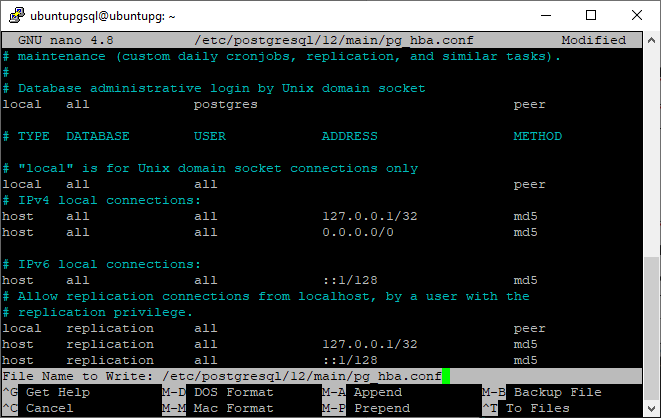 ubuntupgsql@ubuntupg: ~
GNU nano 4.8 /etc/postgresql/12/main/pg_hba.conf Modified
# maintenance (custom daily cronjobs, replication, and similar tasks).
#
# Database administrative login by Unix domain socket
local all postgres peer
# TYPE DATABASE USER ADDRESS METHOD
# "local" is for Unix domain socket connections only
local all all peer
# IPv4 local connections:
host all all 127.0.0.1/32 md5
host all all 0.0.0.0/0 md5
# IPv6 local connections:
host all all ::1/128 md5
# Allow replication connections from localhost, by a user with the
# replication privilege.
local replication all peer
host replication all 127.0.0.1/32 md5
host replication all ::1/128 md5
File Name to Write: /etc/postgresql/12/main/pg_hba.conf
^G Get Help M-D DOS Format M-A Append M-B Backup File
^C Cancel M-M Mac Format M-P Prepend ^T To Files